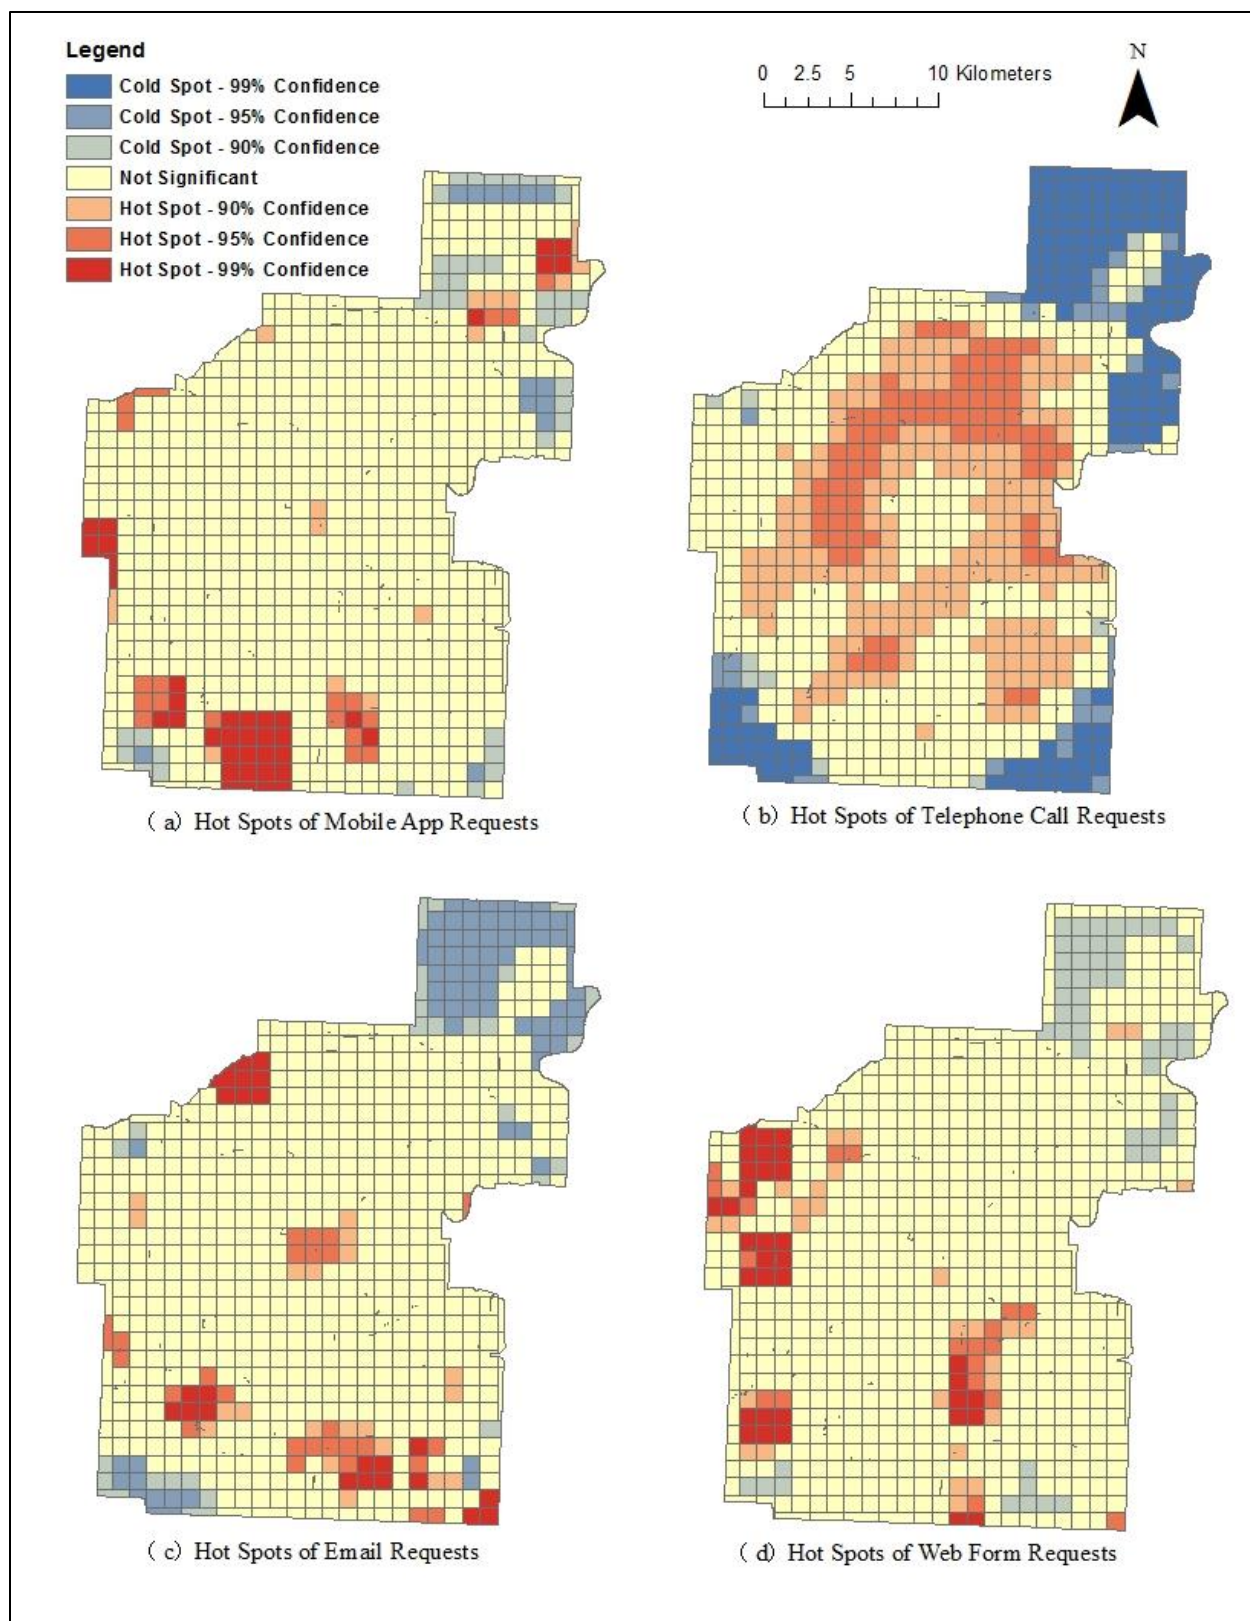 Legend
Cold Spot - 99% Confidence
Cold Spot - 95% Confidence
Cold Spot - 90% Confidence
Not Significant
Hot Spot - 90% Confidence
Hot Spot - 95% Confidence
Hot Spot - 99% Confidence
0 2.5 5 10 Kilometers
N
( a) Hot Spots of Mobile App Requests
( b) Hot Spots of Telephone Call Requests
( c) Hot Spots of Email Requests
( d) Hot Spots of Web Form Requests